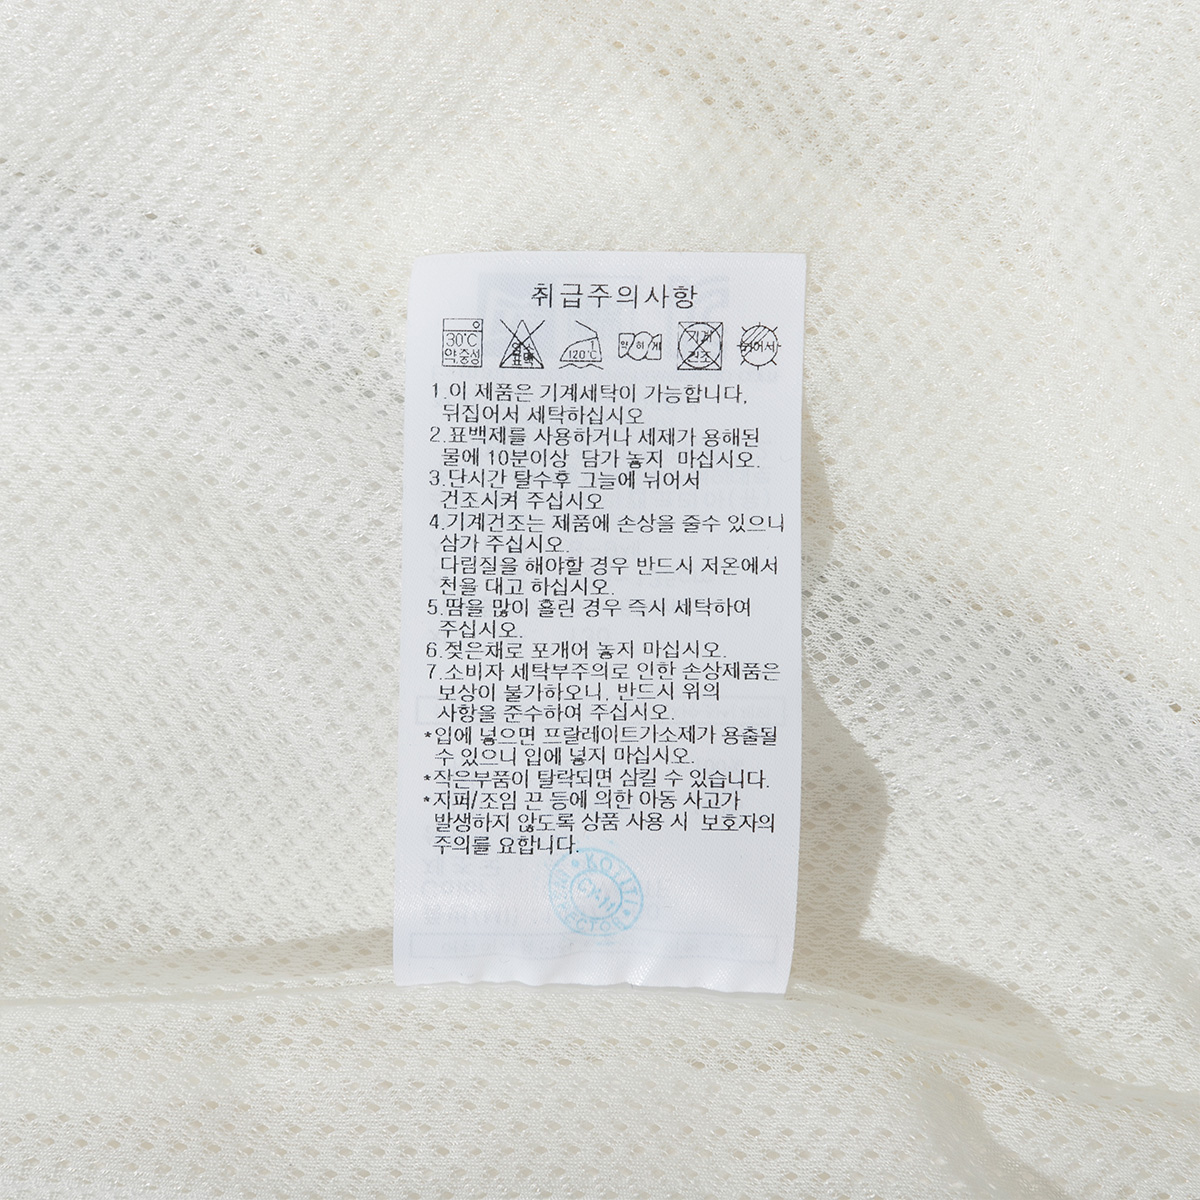 취급주의사항
30°C
약,중성
염소
표백
120°C
약 하 게
기계
건조
뉘어서
1.이 제품은 기계세탁이 가능합니다,
뒤집어서 세탁하십시오
2.표백제를 사용하거나 세제가 용해된
물에 10분이상 담가 놓지 마십시오.
3.단시간 탈수후 그늘에 뉘어서
건조시켜 주십시오
4.기계건조는 제품에 손상을 줄수 있으니
삼가 주십시오.
다림질을 해야할 경우 반드시 저온에서
천을 대고 하십시오.
5.땀을 많이 흘린 경우 즉시 세탁하여
주십시오.
6.젖은채로 포개어 놓지 마십시오.
7.소비자 세탁부주의로 인한 손상제품은
보상이 불가하오니, 반드시 위의
사항을 준수하여 주십시오.
*입에 넣으면 프탈레이트가소제가 용출될
수 있으니 입에 넣지 마십시오.
*작은부품이 탈락되면 삼킬 수 있습니다.
*지퍼/조임 끈 등에 의한 아동 사고가
발생하지 않도록 상품 사용 시 보호자의
주의를 요합니다.
KOTITI